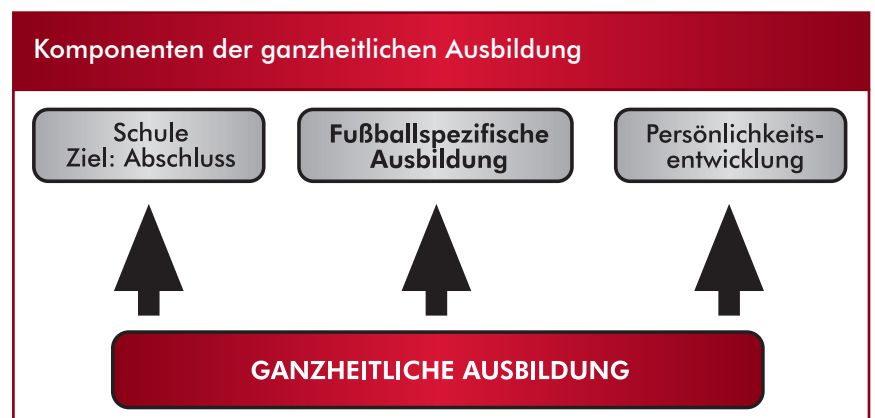 Komponenten der ganzheitlichen Ausbildung
Schule
Ziel: Abschluss
Fußballspezifische
Ausbildung
Persönlichkeits-
entwicklung
GANZHEITLICHE AUSBILDUNG